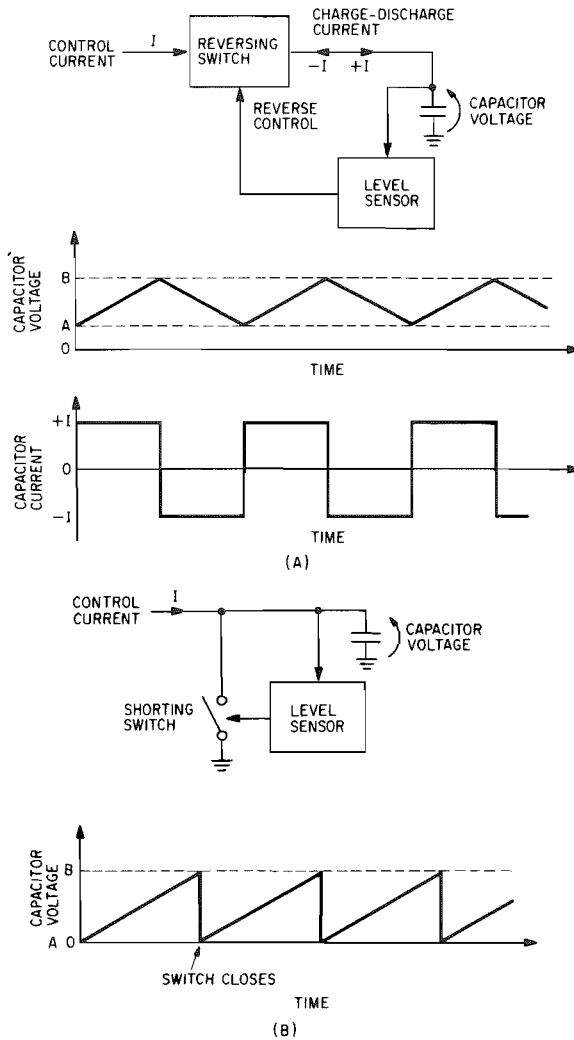 CHARGE-DISCHARGE
CURRENT
CONTROL
CURRENT
I
REVERSING
SWITCH
-I +I
REVERSE
CONTROL
CAPACITOR
VOLTAGE
LEVEL
SENSOR
CAPACITOR
VOLTAGE
B
A
0
TIME
CAPACITOR
CURRENT
+I
0
-I
TIME
(A)
CONTROL
CURRENT
I
CAPACITOR
VOLTAGE
SHORTING
SWITCH
LEVEL
SENSOR
CAPACITOR
VOLTAGE
B
A 0
SWITCH CLOSES
TIME
(B)